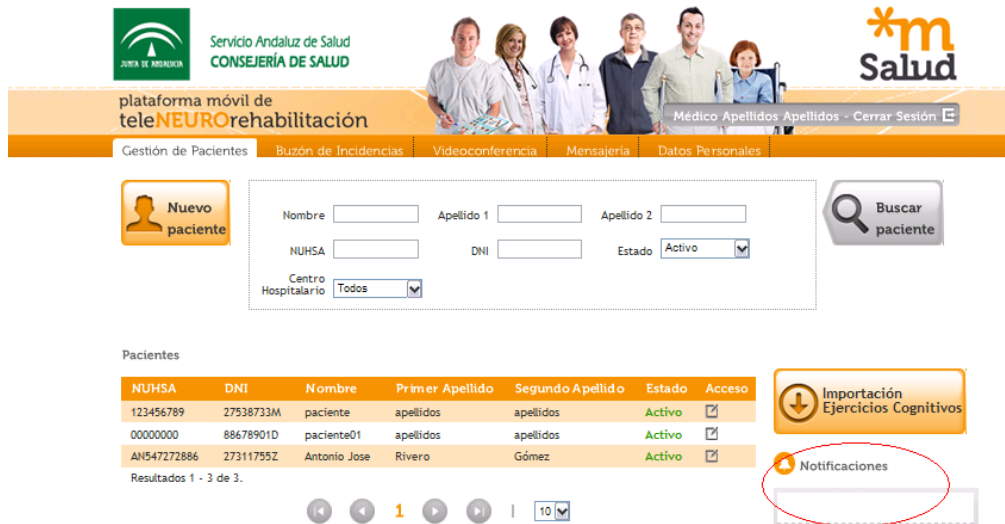 JUNTA DE ANDALUCIA
Servicio Andaluz de Salud
CONSEJERÍA DE SALUD
*m
Salud
plataforma móvil de
teleNEUROrehabilitación
Médico Apellidos Apellidos - Cerrar Sesión
Gestión de Pacientes Buzón de Incidencias Videoconferencia Mensajería Datos Personales
Nuevo
paciente
Nombre Apellido 1 Apellido 2
NUHSA DNI Estado Activo
Centro
Hospitalario Todos
Buscar
paciente
Pacientes
NUHSA DNI Nombre Primer Apellido Segundo Apellido Estado Acceso
123456789 27538733M paciente apellidos apellidos Activo
00000000 88678901D paciente01 apellidos apellidos Activo
AN547272886 27311755Z Antonio Jose Rivero Gómez Activo
Resultados 1 - 3 de 3.
1 | 10
Importación
Ejercicios Cognitivos
Notificaciones